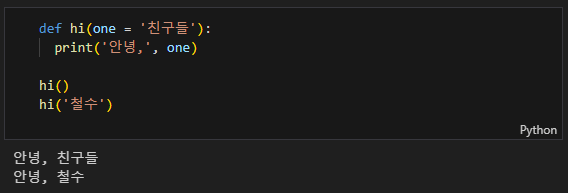 def hi(one = '친구들'):
  print('안녕,', one)
hi()
hi('철수')
Python
안녕, 친구들
안녕, 철수